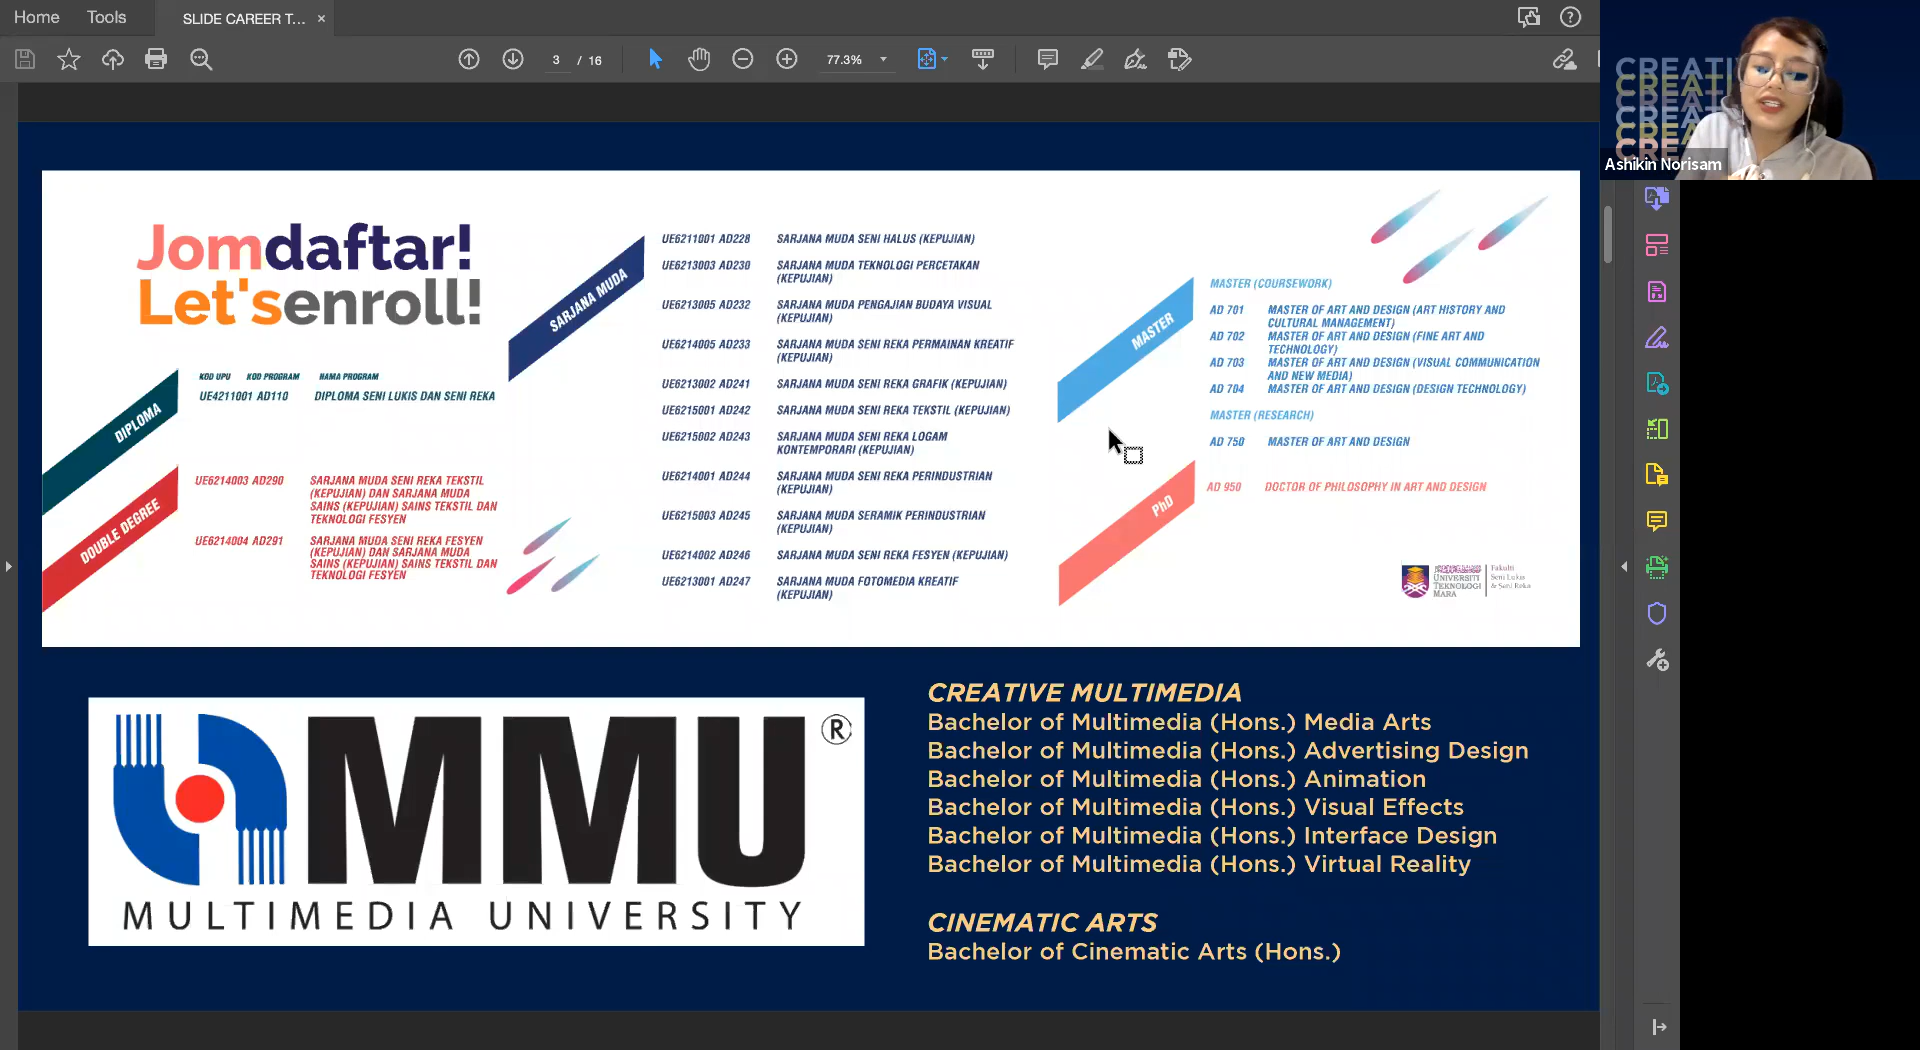 Home
Tools
SLIDE CAREER T... ×
3 / 16
77.3%
CREATI
CREATI
CREAT
CREAT
CREA
CRE
Ashikin Norisam
Jomdaftar!
Let'senroll!
DIPLOMA
KOD UPU KOD PROGRAM NAMA PROGRAM
UE4211001 AD110 DIPLOMA SENI LUKIS DAN SENI REKA
DOUBLE DEGREE
UE6214003 AD290 SARJANA MUDA SENI REKA TEKSTIL
(KEPUJIAN) DAN SARJANA MUDA
SAINS (KEPUJIAN) SAINS TEKSTIL DAN
TEKNOLOGI FESYEN
UE6214004 AD291 SARJANA MUDA SENI REKA FESYEN
(KEPUJIAN) DAN SARJANA MUDA
SAINS (KEPUJIAN) SAINS TEKSTIL DAN
TEKNOLOGI FESYEN
SARJANA MUDA
UE6211001 AD228 SARJANA MUDA SENI HALUS (KEPUJIAN)
UE6213003 AD230 SARJANA MUDA TEKNOLOGI PERCETAKAN
(KEPUJIAN)
UE6213005 AD232 SARJANA MUDA PENGAJIAN BUDAYA VISUAL
(KEPUJIAN)
UE6214005 AD233 SARJANA MUDA SENI REKA PERMAINAN KREATIF
(KEPUJIAN)
UE6213002 AD241 SARJANA MUDA SENI REKA GRAFIK (KEPUJIAN)
UE6215001 AD242 SARJANA MUDA SENI REKA TEKSTIL (KEPUJIAN)
UE6215002 AD243 SARJANA MUDA SENI REKA LOGAM
KONTEMPORARI (KEPUJIAN)
UE6214001 AD244 SARJANA MUDA SENI REKA PERINDUSTRIAN
(KEPUJIAN)
UE6215003 AD245 SARJANA MUDA SERAMIK PERINDUSTRIAN
(KEPUJIAN)
UE6214002 AD246 SARJANA MUDA SENI REKA FESYEN (KEPUJIAN)
UE6213001 AD247 SARJANA MUDA FOTOMEDIA KREATIF
(KEPUJIAN)
MASTER
MASTER (COURSEWORK)
AD 701 MASTER OF ART AND DESIGN (ART HISTORY AND
CULTURAL MANAGEMENT)
AD 702 MASTER OF ART AND DESIGN (FINE ART AND
TECHNOLOGY)
AD 703 MASTER OF ART AND DESIGN (VISUAL COMMUNICATION
AND NEW MEDIA)
AD 704 MASTER OF ART AND DESIGN (DESIGN TECHNOLOGY)
MASTER (RESEARCH)
AD 750 MASTER OF ART AND DESIGN
PhD
AD 950 DOCTOR OF PHILOSOPHY IN ART AND DESIGN
UNIVERSITI
TEKNOLOGI
MARA
Fakulti
Seni Lukis
& Seni Reka
MMU®
MULTIMEDIA UNIVERSITY
CREATIVE MULTIMEDIA
Bachelor of Multimedia (Hons.) Media Arts
Bachelor of Multimedia (Hons.) Advertising Design
Bachelor of Multimedia (Hons.) Animation
Bachelor of Multimedia (Hons.) Visual Effects
Bachelor of Multimedia (Hons.) Interface Design
Bachelor of Multimedia (Hons.) Virtual Reality
CINEMATIC ARTS
Bachelor of Cinematic Arts (Hons.)